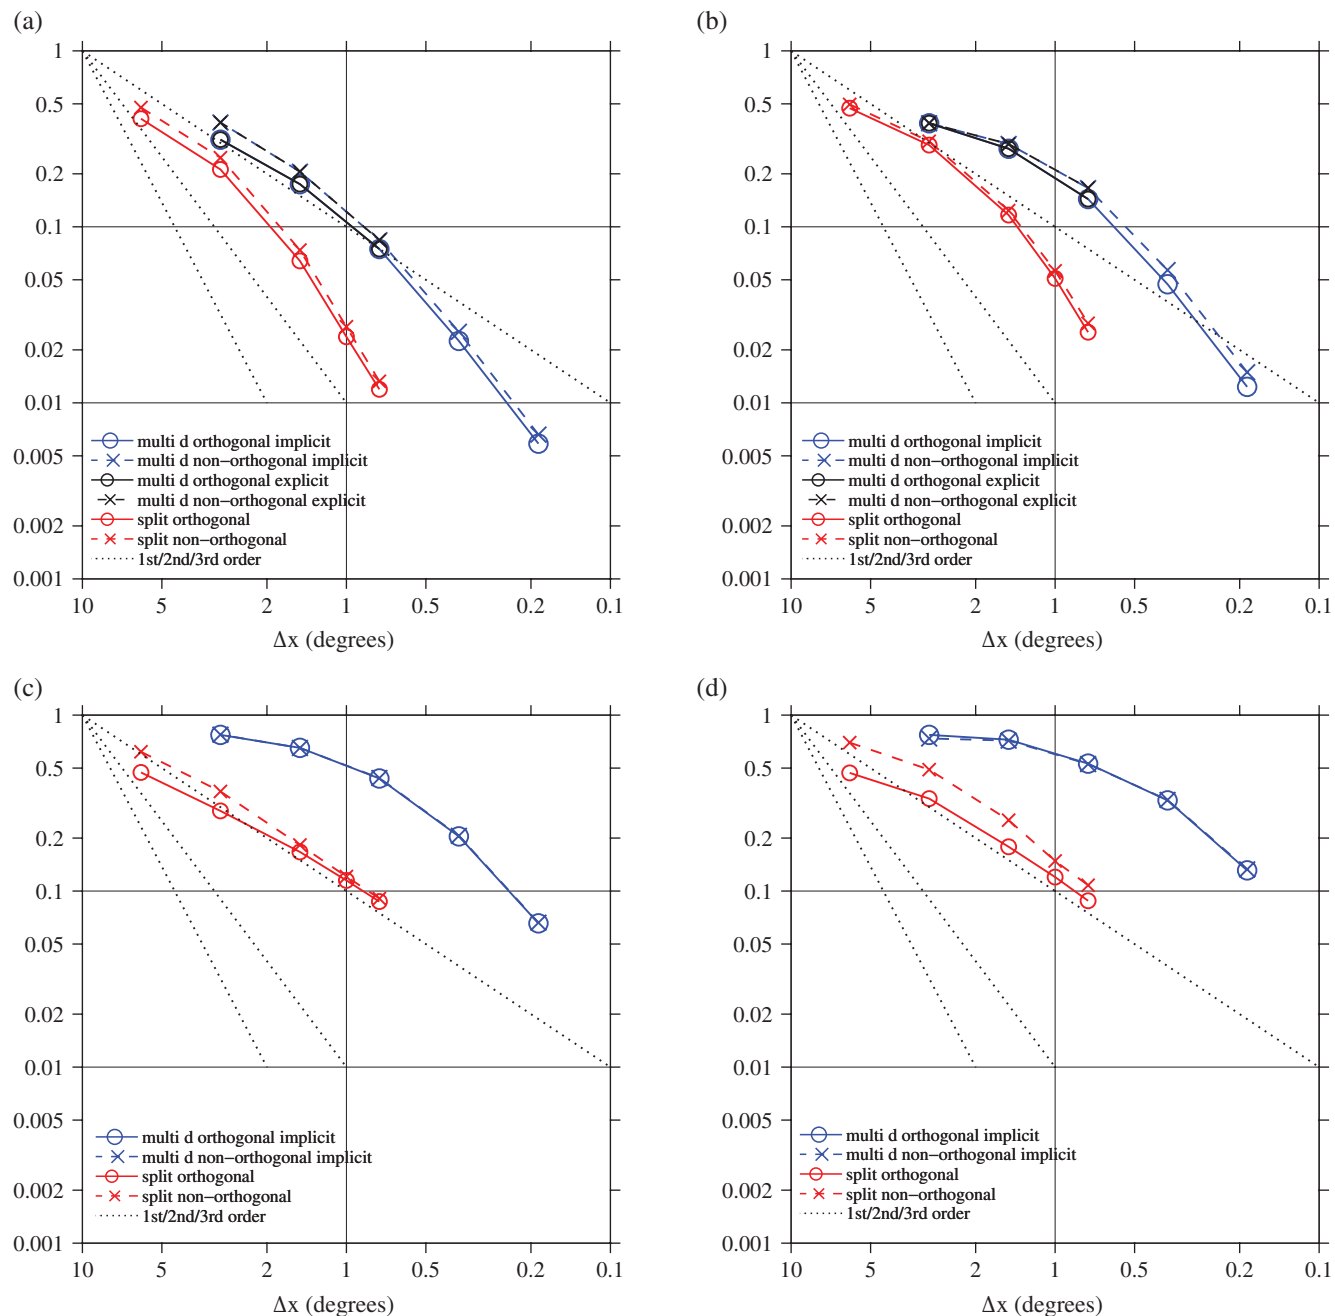 (a)
1
0.5
0.2
0.1
0.05
0.02
0.01
0.005
0.002
0.001
multi d orthogonal implicit
multi d non−orthogonal implicit
multi d orthogonal explicit
multi d non−orthogonal explicit
split orthogonal
split non−orthogonal
1st/2nd/3rd order
10 5 2 1 0.5 0.2 0.1
Δx (degrees)
(b)
1
0.5
0.2
0.1
0.05
0.02
0.01
0.005
0.002
0.001
multi d orthogonal implicit
multi d non−orthogonal implicit
multi d orthogonal explicit
multi d non−orthogonal explicit
split orthogonal
split non−orthogonal
1st/2nd/3rd order
10 5 2 1 0.5 0.2 0.1
Δx (degrees)
(c)
1
0.5
0.2
0.1
0.05
0.02
0.01
0.005
0.002
0.001
multi d orthogonal implicit
multi d non−orthogonal implicit
split orthogonal
split non−orthogonal
1st/2nd/3rd order
10 5 2 1 0.5 0.2 0.1
Δx (degrees)
(d)
1
0.5
0.2
0.1
0.05
0.02
0.01
0.005
0.002
0.001
multi d orthogonal implicit
multi d non−orthogonal implicit
split orthogonal
split non−orthogonal
1st/2nd/3rd order
10 5 2 1 0.5 0.2 0.1
Δx (degrees)